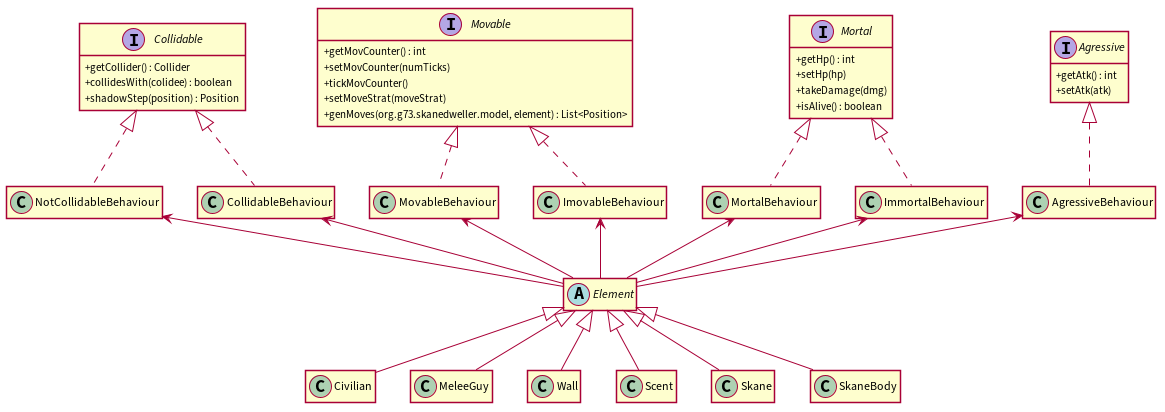 I Collidable
+getCollider() : Collider
+collidesWith(colidee) : boolean
+shadowStep(position) : Position
I Movable
+getMovCounter() : int
+setMovCounter(numTicks)
+tickMovCounter()
+setMoveStrat(moveStrat)
+genMoves(org.g73.skanedweller.model, element) : List<Position>
I Mortal
+getHp() : int
+setHp(hp)
+takeDamage(dmg)
+isAlive() : boolean
I Agressive
+getAtk() : int
+setAtk(atk)
C NotCollidableBehaviour
C CollidableBehaviour
C MovableBehaviour
C ImovableBehaviour
C MortalBehaviour
C ImmortalBehaviour
C AgressiveBehaviour
A Element
C Civilian
C MeleeGuy
C Wall
C Scent
C Skane
C SkaneBody